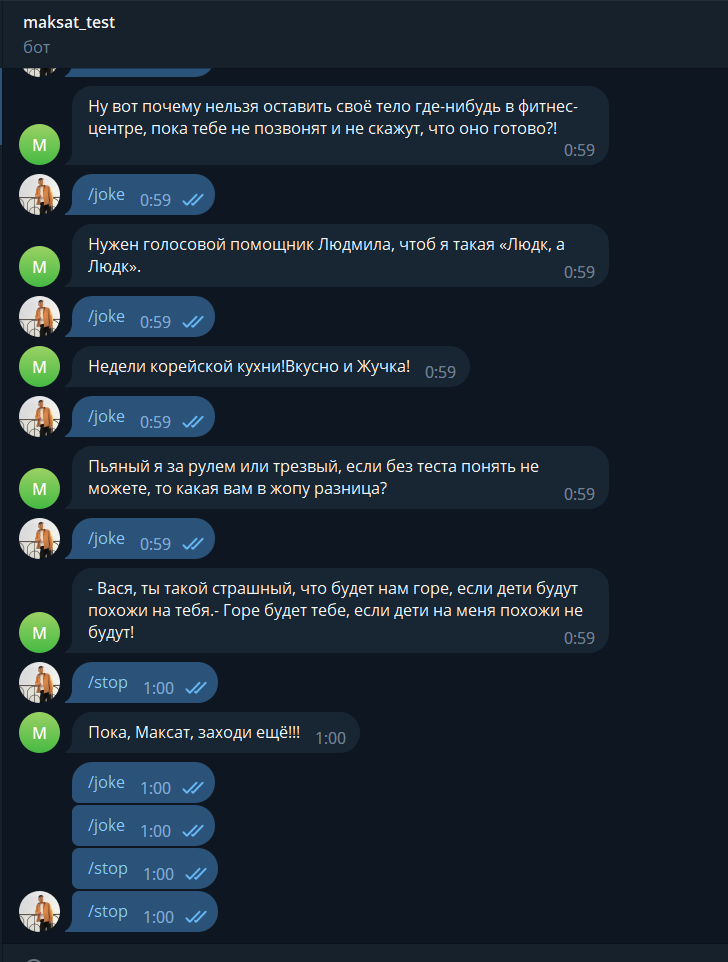 maksat_test
бот
Ну вот почему нельзя оставить своё тело где-нибудь в фитнес-
центре, пока тебе не позвонят и не скажут, что оно готово?!
0:59
М
/joke 0:59
Нужен голосовой помощник Людмила, чтоб я такая «Людк, а
Людк».
0:59
М
/joke 0:59
Недели корейской кухни!Вкусно и Жучка! 0:59
М
/joke 0:59
Пьяный я за рулем или трезвый, если без теста понять не
можете, то какая вам в жопу разница?
0:59
М
/joke 0:59
- Вася, ты такой страшный, что будет нам горе, если дети будут
похожи на тебя.- Горе будет тебе, если дети на меня похожи не
будут!
0:59
М
/stop 1:00
Пока, Максат, заходи ещё!!! 1:00
М
/joke 1:00
/joke 1:00
/stop 1:00
/stop 1:00